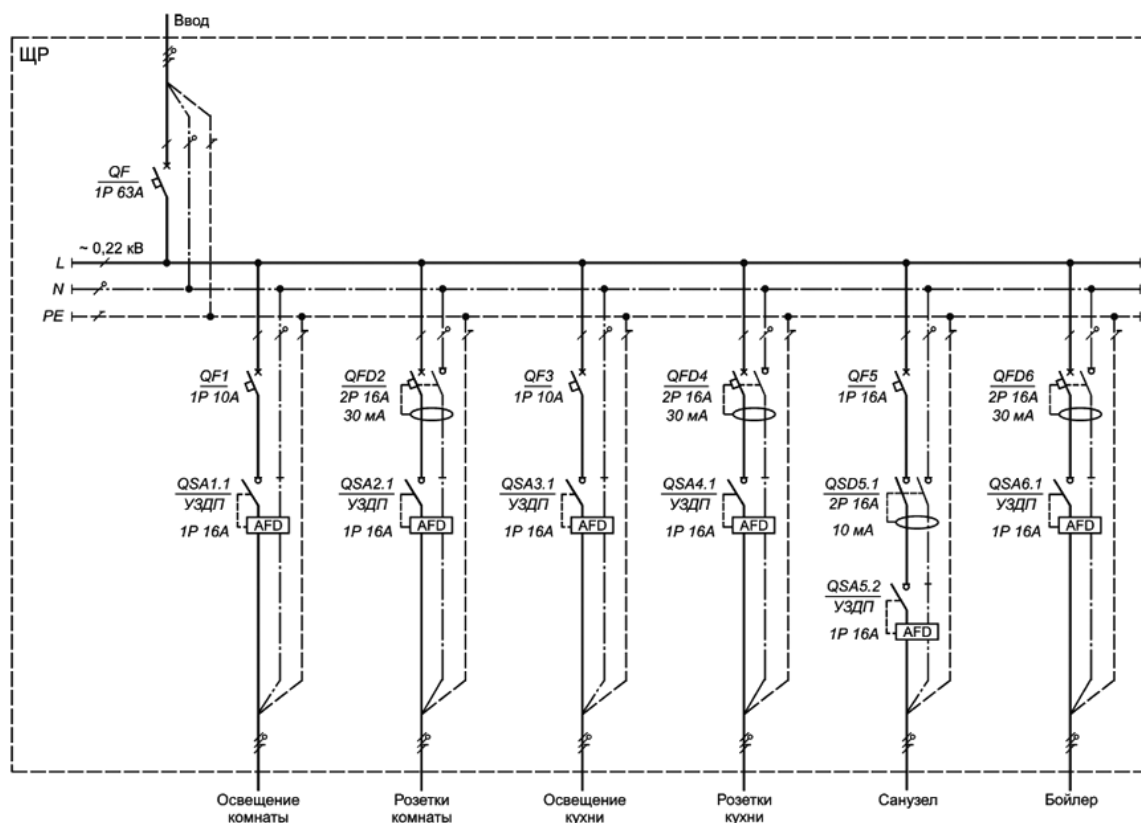 Ввод
ЩР
QF
1P 63A
~ 0,22 кВ
L
N
PE
QF1
1P 10A
QFD2
2P 16A
30 мА
QF3
1P 10A
QFD4
2P 16A
30 мА
QF5
1P 16A
QFD6
2P 16A
30 мА
QSA1.1
УЗДП
1P 16A
AFD
QSA2.1
УЗДП
1P 16A
AFD
QSA3.1
УЗДП
1P 16A
AFD
QSA4.1
УЗДП
1P 16A
AFD
QSD5.1
2P 16A
10 мА
QSA6.1
УЗДП
1P 16A
AFD
QSA5.2
УЗДП
1P 16A
AFD
Освещение
комнаты
Розетки
комнаты
Освещение
кухни
Розетки
кухни
Санузел
Бойлер